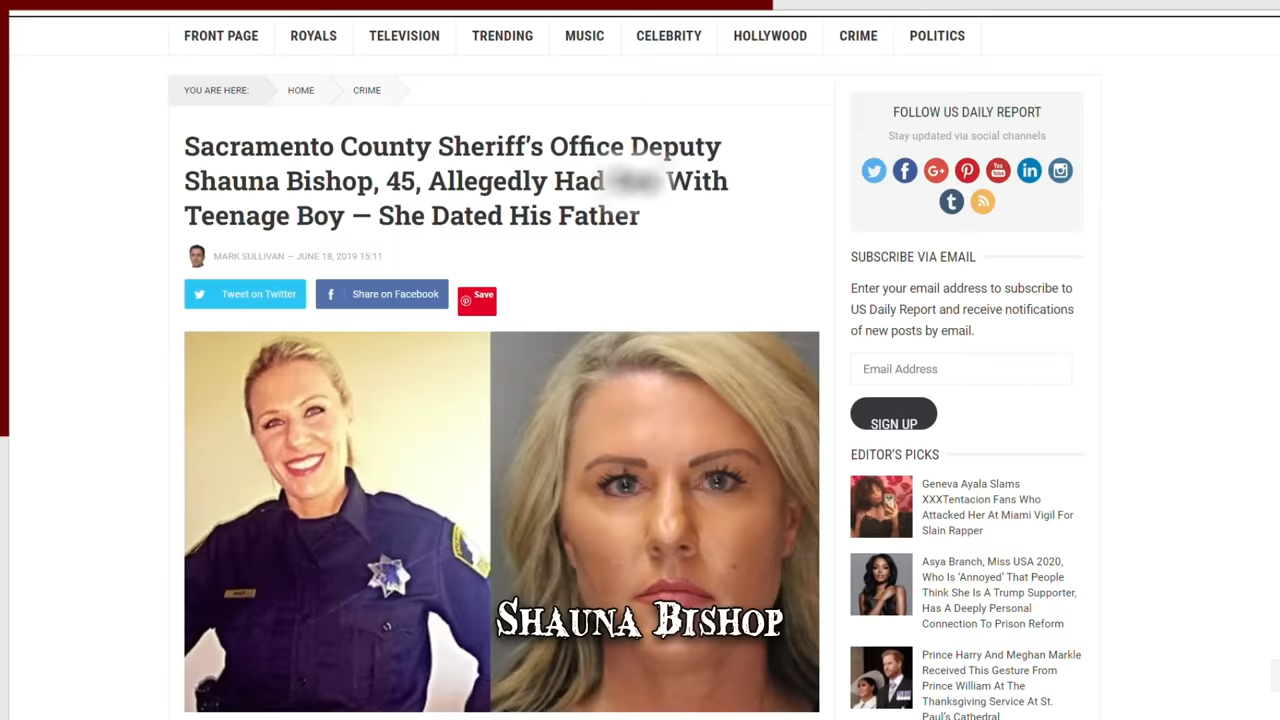 FRONT PAGE
ROYALS
TELEVISION
TRENDING
MUSIC
CELEBRITY
HOLLYWOOD
CRIME
POLITICS
YOU ARE HERE:
HOME
CRIME
Sacramento County Sheriff's Office Deputy
Shauna Bishop, 45, Allegedly Had With
Teenage Boy — She Dated His Father
MARK SULLIVAN — JUNE 18, 2019 15:11
Tweet on Twitter
Share on Facebook
Save
SHAUNA BISHOP
FOLLOW US DAILY REPORT
Stay updated via social channels
SUBSCRIBE VIA EMAIL
Enter your email address to subscribe to
US Daily Report and receive notifications
of new posts by email.
Email Address
SIGN UP
EDITOR'S PICKS
Geneva Ayala Slams
XXXTentacion Fans Who
Attacked Her At Miami Vigil For
Slain Rapper
Asya Branch, Miss USA 2020,
Who Is 'Annoyed' That People
Think She Is A Trump Supporter,
Has A Deeply Personal
Connection To Prison Reform
Prince Harry And Meghan Markle
Received This Gesture From
Prince William At The
Thanksgiving Service At St.
Paul's Cathedral